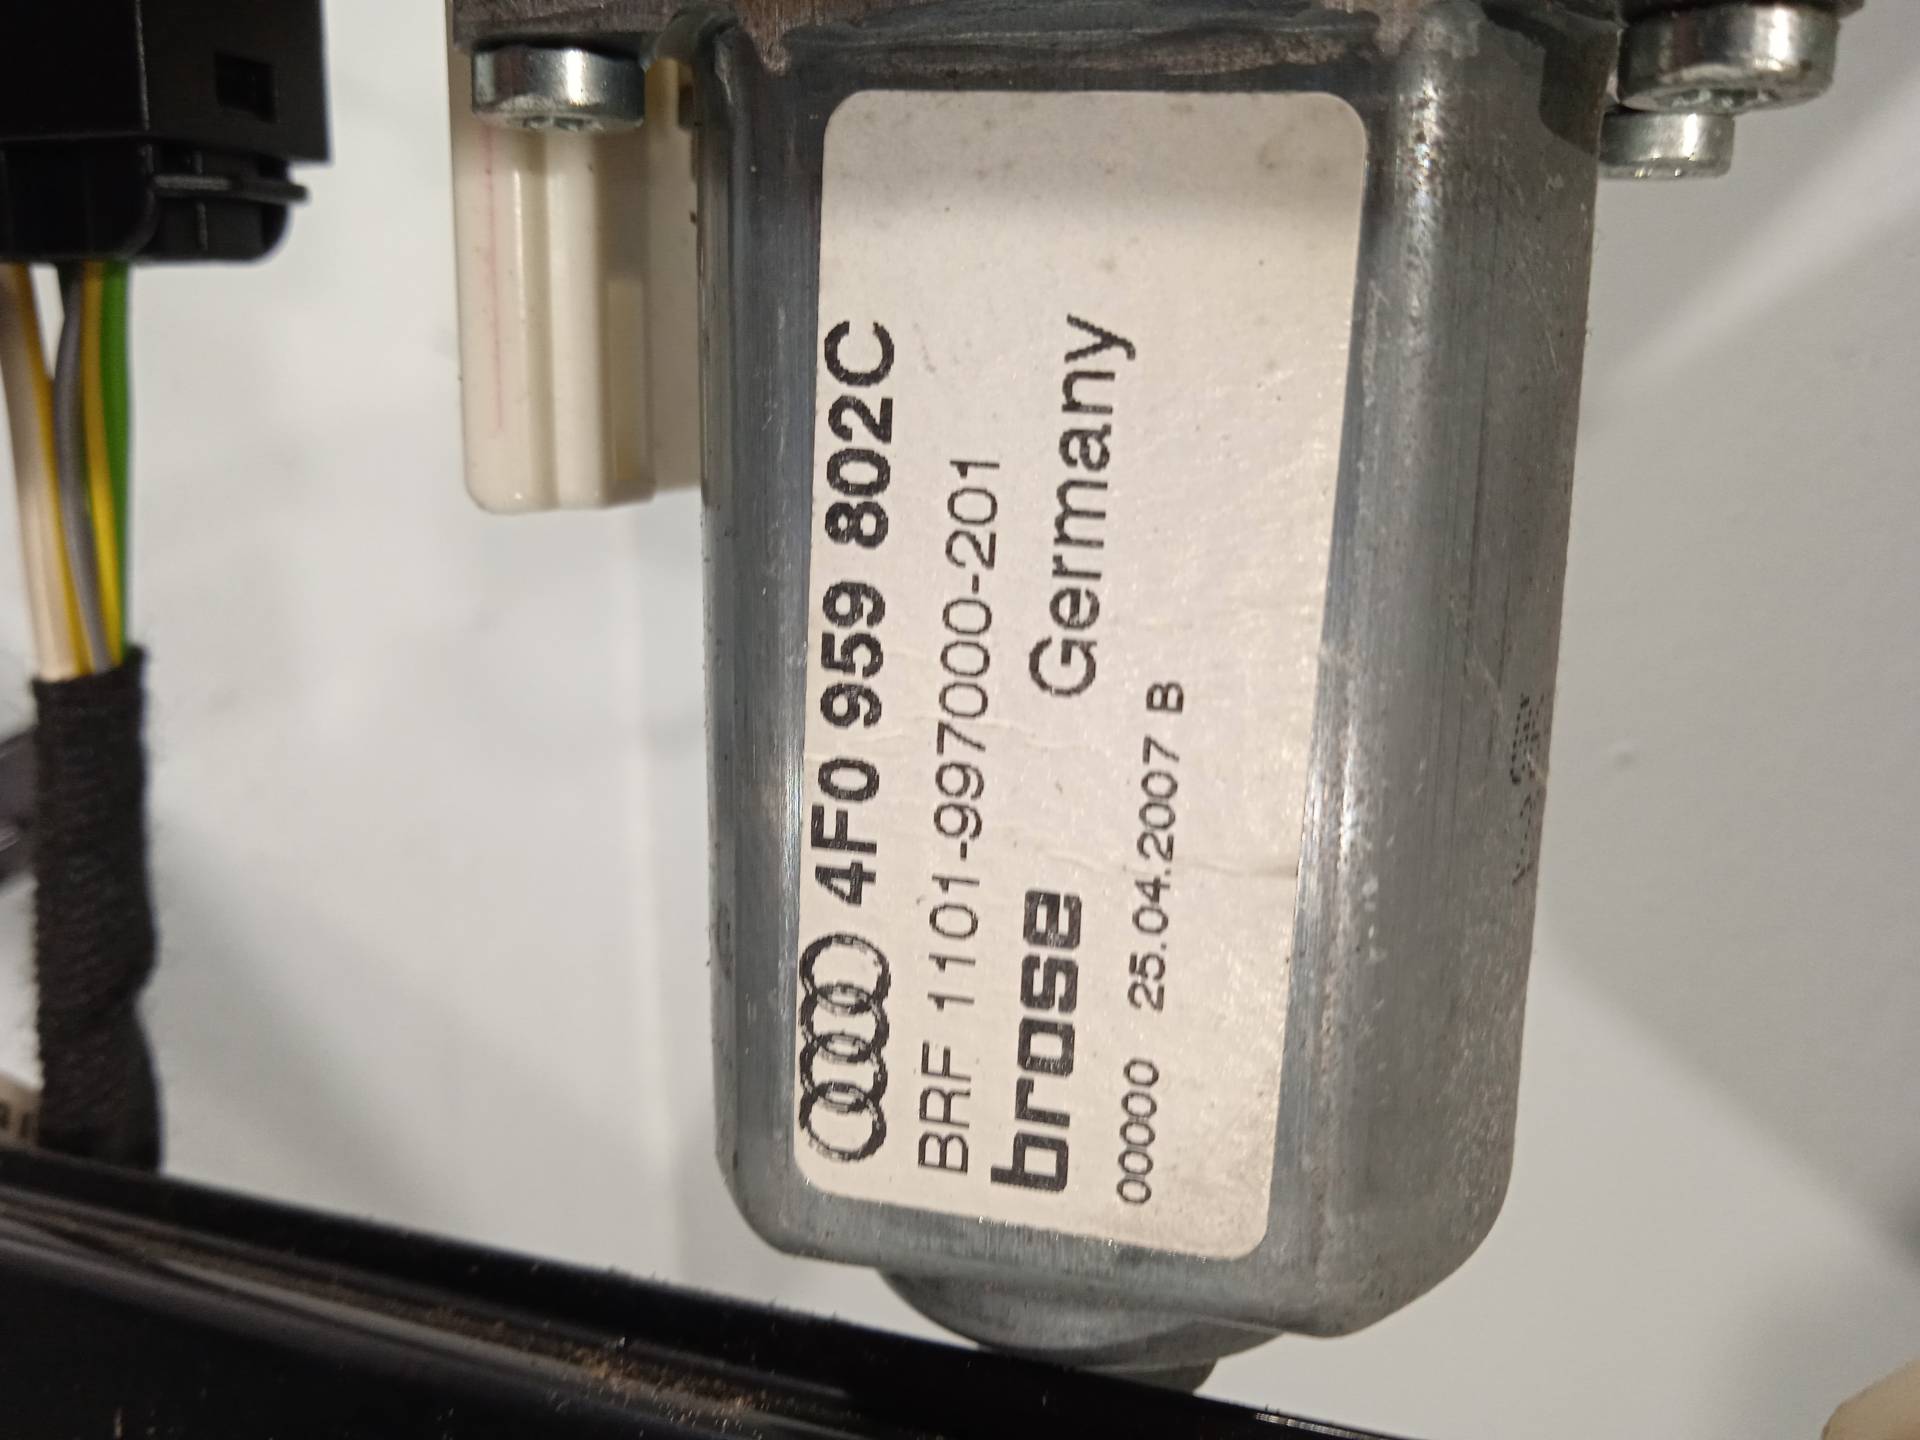 4F0 959 802C
BRF 1101-997000-201
brose Germany
00000 25.04.2007 B